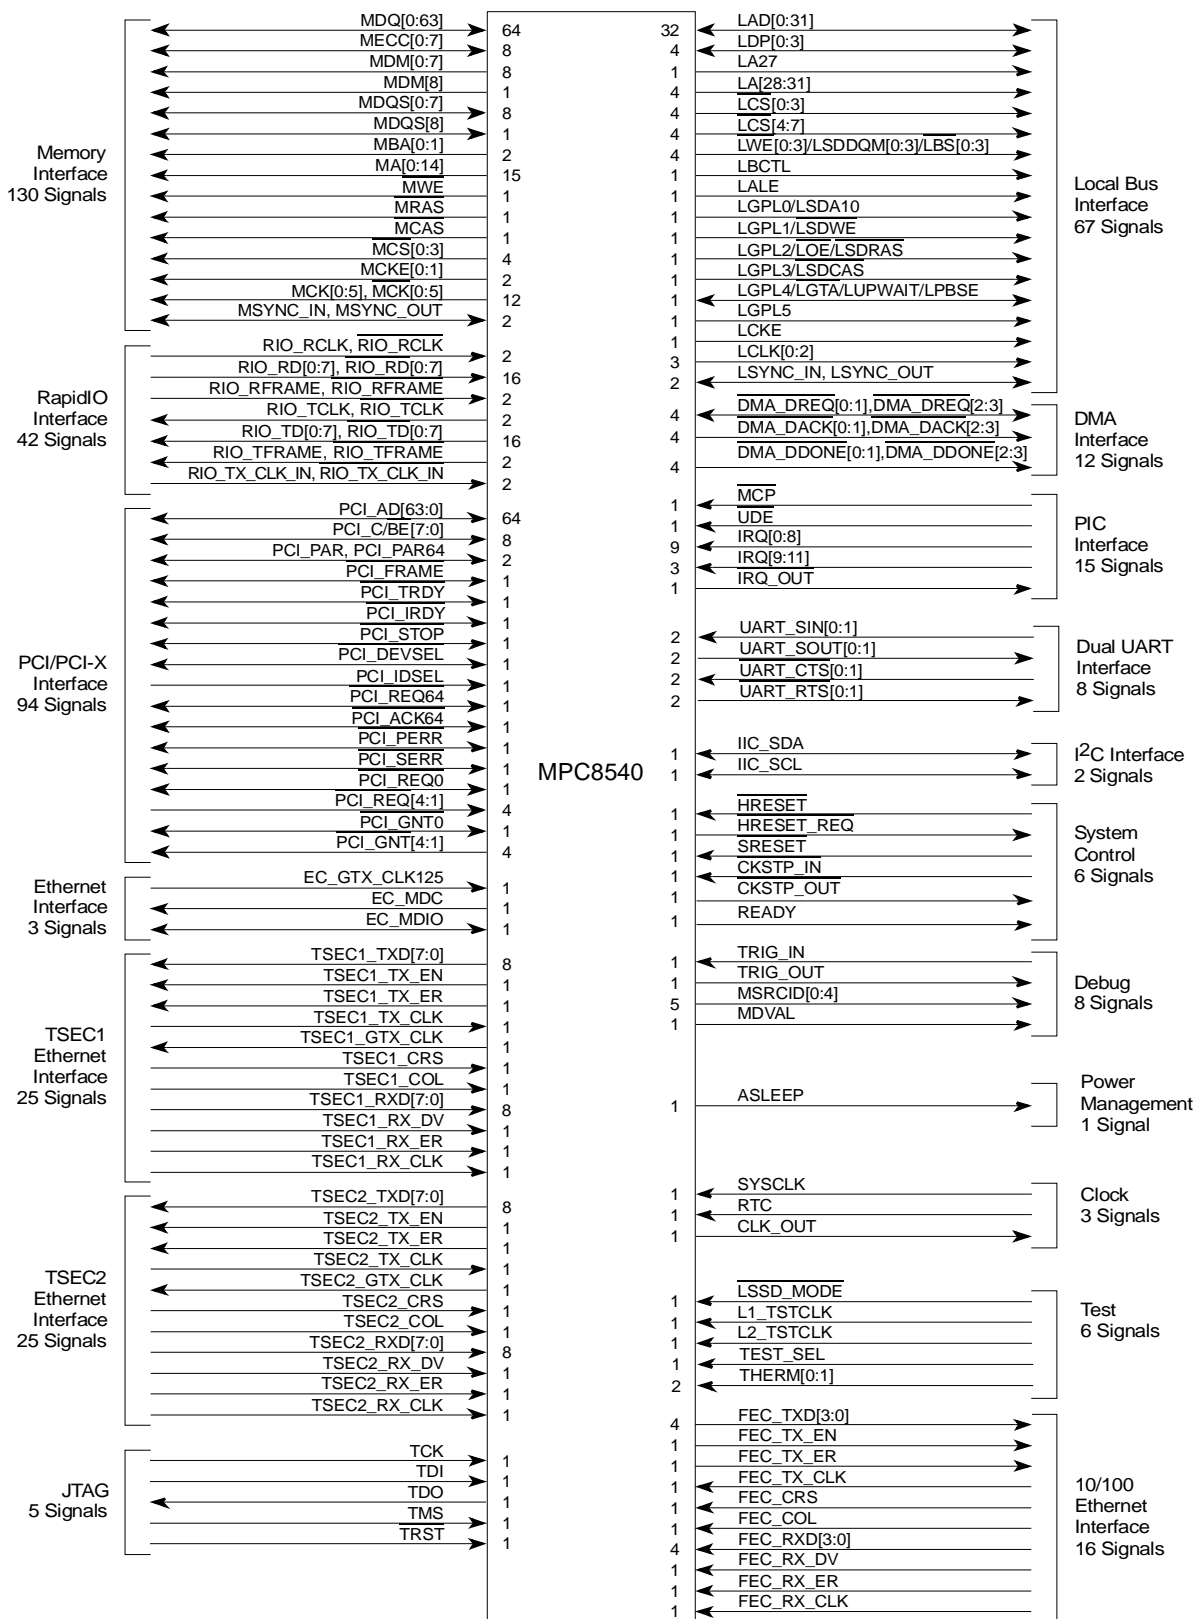 Memory
Interface
130 Signals
MDQ[0:63] 64
MECC[0:7] 8
MDM[0:7] 8
MDM[8] 1
MDQS[0:7] 8
MDQS[8] 1
MBA[0:1] 2
MA[0:14] 15
MWE 1
MRAS 1
MCAS 1
MCS[0:3] 4
MCKE[0:1] 2
MCK[0:5], MCK[0:5] 12
MSYNC_IN, MSYNC_OUT 2
RapidIO
Interface
42 Signals
RIO_RCLK, RIO_RCLK 2
RIO_RD[0:7], RIO_RD[0:7] 16
RIO_RFRAME, RIO_RFRAME 2
RIO_TCLK, RIO_TCLK 2
RIO_TD[0:7], RIO_TD[0:7] 16
RIO_TFRAME, RIO_TFRAME 2
RIO_TX_CLK_IN, RIO_TX_CLK_IN 2
PCI/PCI-X
Interface
94 Signals
PCI_AD[63:0] 64
PCI_C/BE[7:0] 8
PCI_PAR, PCI_PAR64 2
PCI_FRAME 1
PCI_TRDY 1
PCI_IRDY 1
PCI_STOP 1
PCI_DEVSEL 1
PCI_IDSEL 1
PCI_REQ64 1
PCI_ACK64 1
PCI_PERR 1
PCI_SERR 1
PCI_REQ0 1
PCI_REQ[4:1] 4
PCI_GNT0 1
PCI_GNT[4:1] 4
Ethernet
Interface
3 Signals
EC_GTX_CLK125 1
EC_MDC 1
EC_MDIO 1
TSEC1
Ethernet
Interface
25 Signals
TSEC1_TXD[7:0] 8
TSEC1_TX_EN 1
TSEC1_TX_ER 1
TSEC1_TX_CLK 1
TSEC1_GTX_CLK 1
TSEC1_CRS 1
TSEC1_COL 1
TSEC1_RXD[7:0] 8
TSEC1_RX_DV 1
TSEC1_RX_ER 1
TSEC1_RX_CLK 1
TSEC2
Ethernet
Interface
25 Signals
TSEC2_TXD[7:0] 8
TSEC2_TX_EN 1
TSEC2_TX_ER 1
TSEC2_TX_CLK 1
TSEC2_GTX_CLK 1
TSEC2_CRS 1
TSEC2_COL 1
TSEC2_RXD[7:0] 8
TSEC2_RX_DV 1
TSEC2_RX_ER 1
TSEC2_RX_CLK 1
JTAG
5 Signals
TCK 1
TDI 1
TDO 1
TMS 1
TRST 1
MPC8540
32 LAD[0:31]
4 LDP[0:3]
1 LA27
4 LA[28:31]
4 LCS[0:3]
4 LCS[4:7]
4 LWE[0:3]/LSDDQM[0:3]/LBS[0:3]
1 LBCTL
1 LALE
1 LGPL0/LSDA10
1 LGPL1/LSDWE
1 LGPL2/LOE/LSDRAS
1 LGPL3/LSDCAS
1 LGPL4/LGTA/LUPWAIT/LPBSE
1 LGPL5
1 LCKE
3 LCLK[0:2]
2 LSYNC_IN, LSYNC_OUT
Local Bus
Interface
67 Signals
4 DMA_DREQ[0:1],DMA_DREQ[2:3]
4 DMA_DACK[0:1],DMA_DACK[2:3]
4 DMA_DDONE[0:1],DMA_DDONE[2:3]
DMA
Interface
12 Signals
1 MCP
1 UDE
9 IRQ[0:8]
3 IRQ[9:11]
1 IRQ_OUT
PIC
Interface
15 Signals
2 UART_SIN[0:1]
2 UART_SOUT[0:1]
2 UART_CTS[0:1]
2 UART_RTS[0:1]
Dual UART
Interface
8 Signals
1 IIC_SDA
1 IIC_SCL
I2C Interface
2 Signals
1 HRESET
1 HRESET_REQ
1 SRESET
1 CKSTP_IN
1 CKSTP_OUT
1 READY
System
Control
6 Signals
1 TRIG_IN
1 TRIG_OUT
5 MSRCID[0:4]
1 MDVAL
Debug
8 Signals
1 ASLEEP
Power
Management
1 Signal
1 SYSCLK
1 RTC
1 CLK_OUT
Clock
3 Signals
1 LSSD_MODE
1 L1_TSTCLK
1 L2_TSTCLK
1 TEST_SEL
2 THERM[0:1]
Test
6 Signals
4 FEC_TXD[3:0]
1 FEC_TX_EN
1 FEC_TX_ER
1 FEC_TX_CLK
1 FEC_CRS
1 FEC_COL
4 FEC_RXD[3:0]
1 FEC_RX_DV
1 FEC_RX_ER
1 FEC_RX_CLK
10/100
Ethernet
Interface
16 Signals